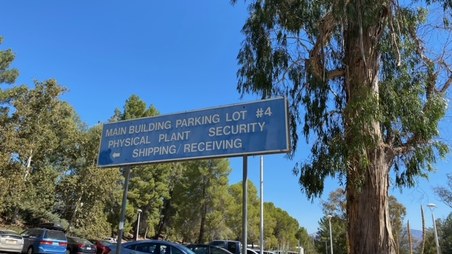 MAIN BUILDING PARKING LOT #4
PHYSICAL PLANT SECURITY
← SHIPPING/RECEIVING